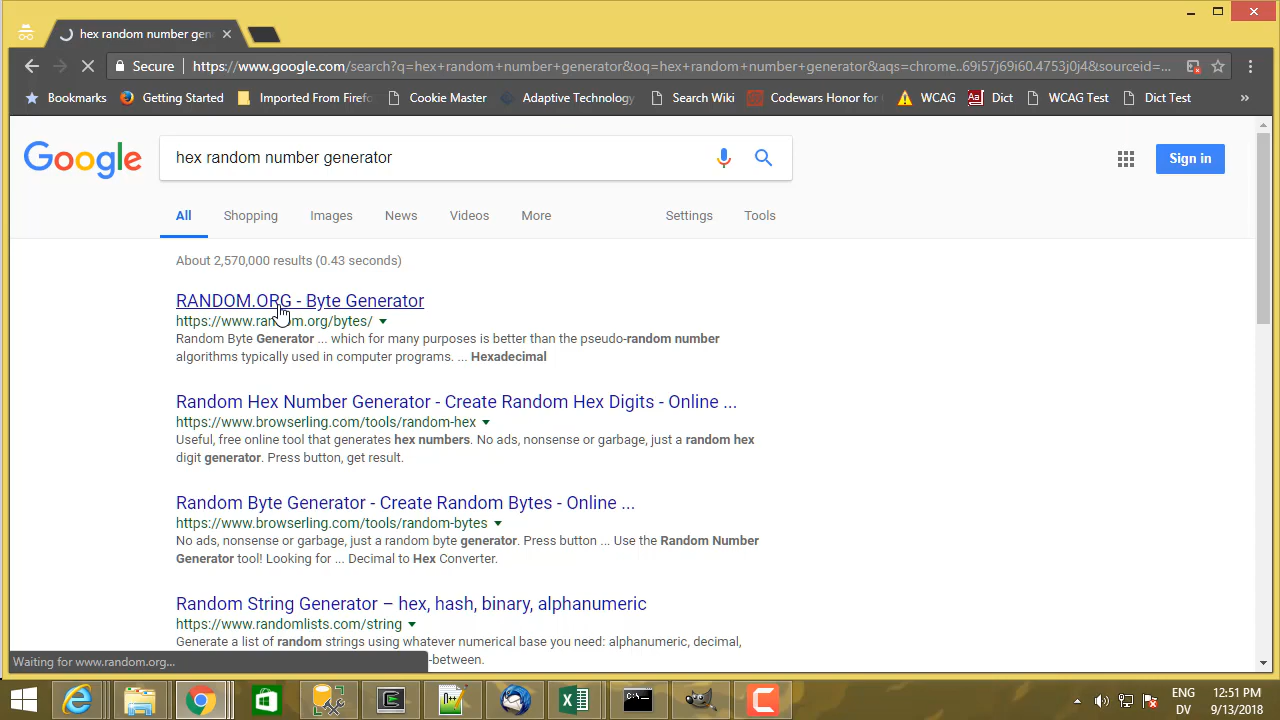 hex random number gen
Secure
https://www.google.com/search?q=hex+random+number+generator&oq=hex+random+number+generator&aqs=chrome..69i57j69i60.4753j0j4&sourceid=...
Bookmarks Getting Started Imported From Firefo Cookie Master Adaptive Technology Search Wiki Codewars Honor for WCAG Aa Dict WCAG Test Dict Test »
Google
hex random number generator
Sign in
All Shopping Images News Videos More Settings Tools
About 2,570,000 results (0.43 seconds)
RANDOM.ORG - Byte Generator
https://www.random.org/bytes/
Random Byte Generator ... which for many purposes is better than the pseudo-random number
algorithms typically used in computer programs. ... Hexadecimal
Random Hex Number Generator - Create Random Hex Digits - Online ...
https://www.browserling.com/tools/random-hex
Useful, free online tool that generates hex numbers. No ads, nonsense or garbage, just a random hex
digit generator. Press button, get result.
Random Byte Generator - Create Random Bytes - Online ...
https://www.browserling.com/tools/random-bytes
No ads, nonsense or garbage, just a random byte generator. Press button ... Use the Random Number
Generator tool! Looking for ... Decimal to Hex Converter.
Random String Generator – hex, hash, binary, alphanumeric
https://www.randomlists.com/string
Generate a list of random strings using whatever numerical base you need: alphanumeric, decimal,
-between.
Waiting for www.random.org...
ENG
DV
12:51 PM
9/13/2018